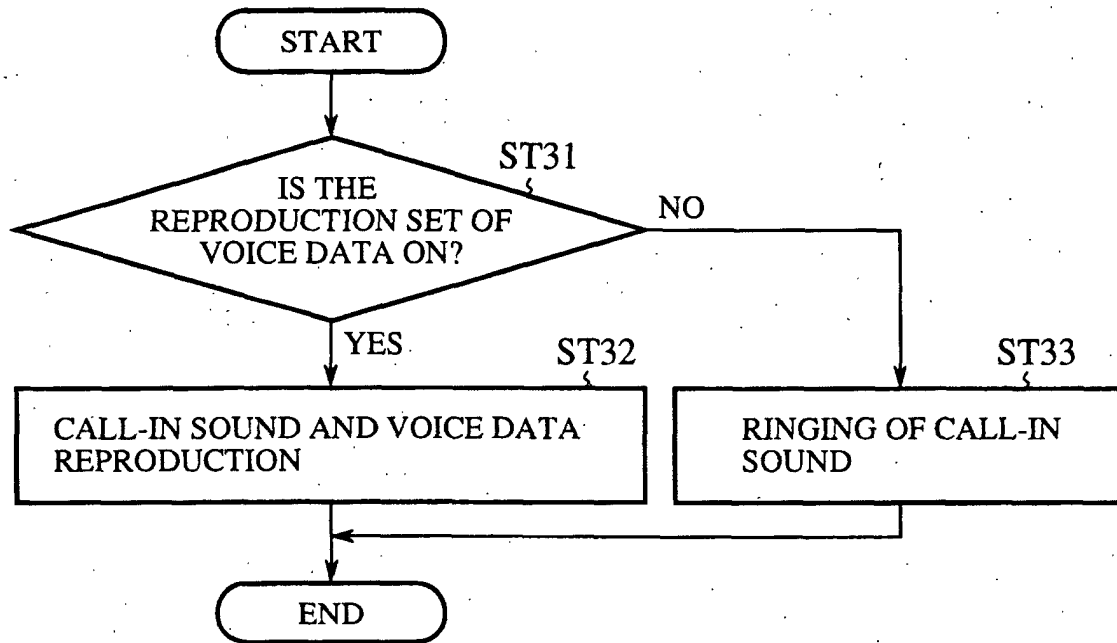 START
ST31
IS THE
REPRODUCTION SET OF
VOICE DATA ON?
NO
YES
ST32
CALL-IN SOUND AND VOICE DATA
REPRODUCTION
ST33
RINGING OF CALL-IN
SOUND
END